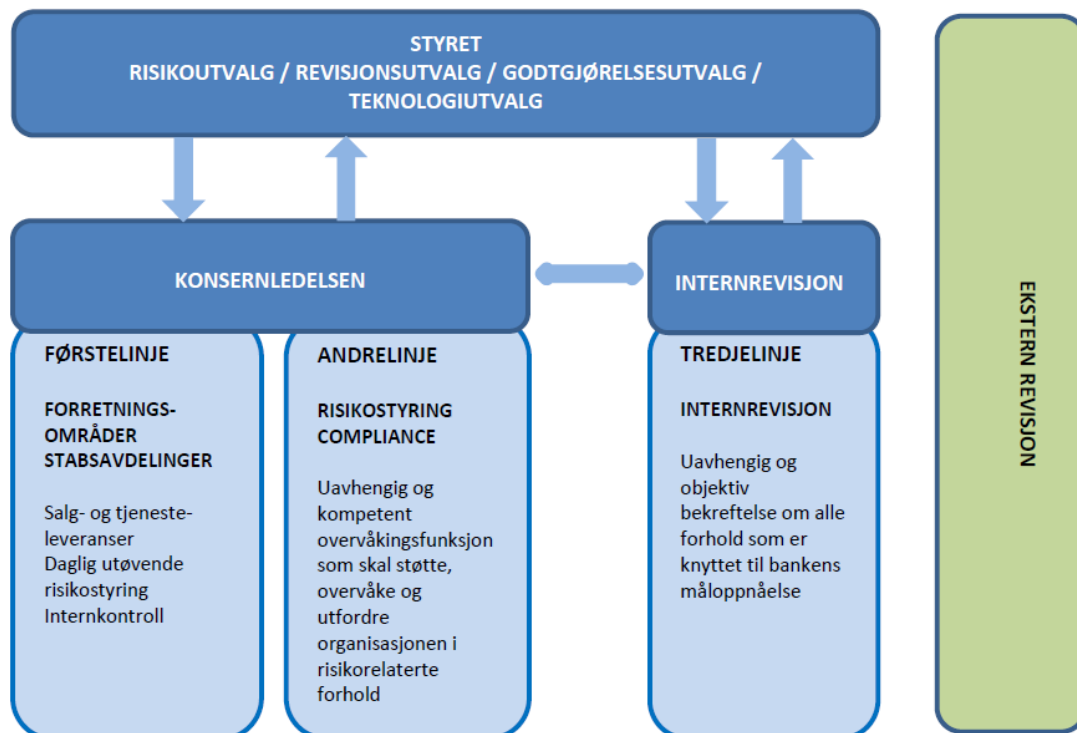 STYRET
RISIKOUTVALG / REVISJONSUTVALG / GODTGJØRELSESUTVALG /
TEKNOLOGIUTVALG
KONSERNLEDELSEN
INTERNREVISJON
FØRSTELINJE
FORRETNINGS-
OMRÅDER
STABSAVDELINGER
Salg- og tjeneste-
leveranser
Daglig utøvende
risikostyring
Internkontroll
ANDRELINJE
RISIKOSTYRING
COMPLIANCE
Uavhengig og
kompetent
overvåkingsfunksjon
som skal støtte,
overvåke og
utfordre
organisasjonen i
risikorelaterte
forhold
TREDJELINJE
INTERNREVISJON
Uavhengig og
objektiv
bekreftelse om alle
forhold som er
knyttet til bankens
måloppnåelse
EKSTERN REVISJON